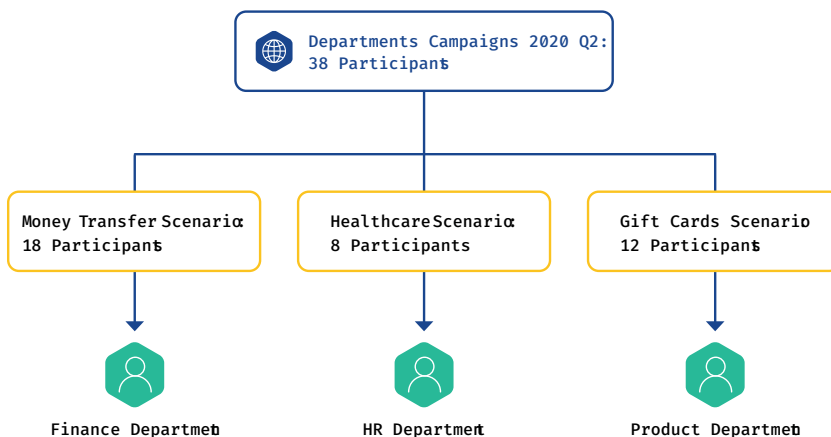 Departments Campaigns 2020 Q2:
38 Participants
Money Transfer Scenario:
18 Participants
Healthcare Scenario:
8 Participants
Gift Cards Scenario:
12 Participants
Finance Department
HR Department
Product Department